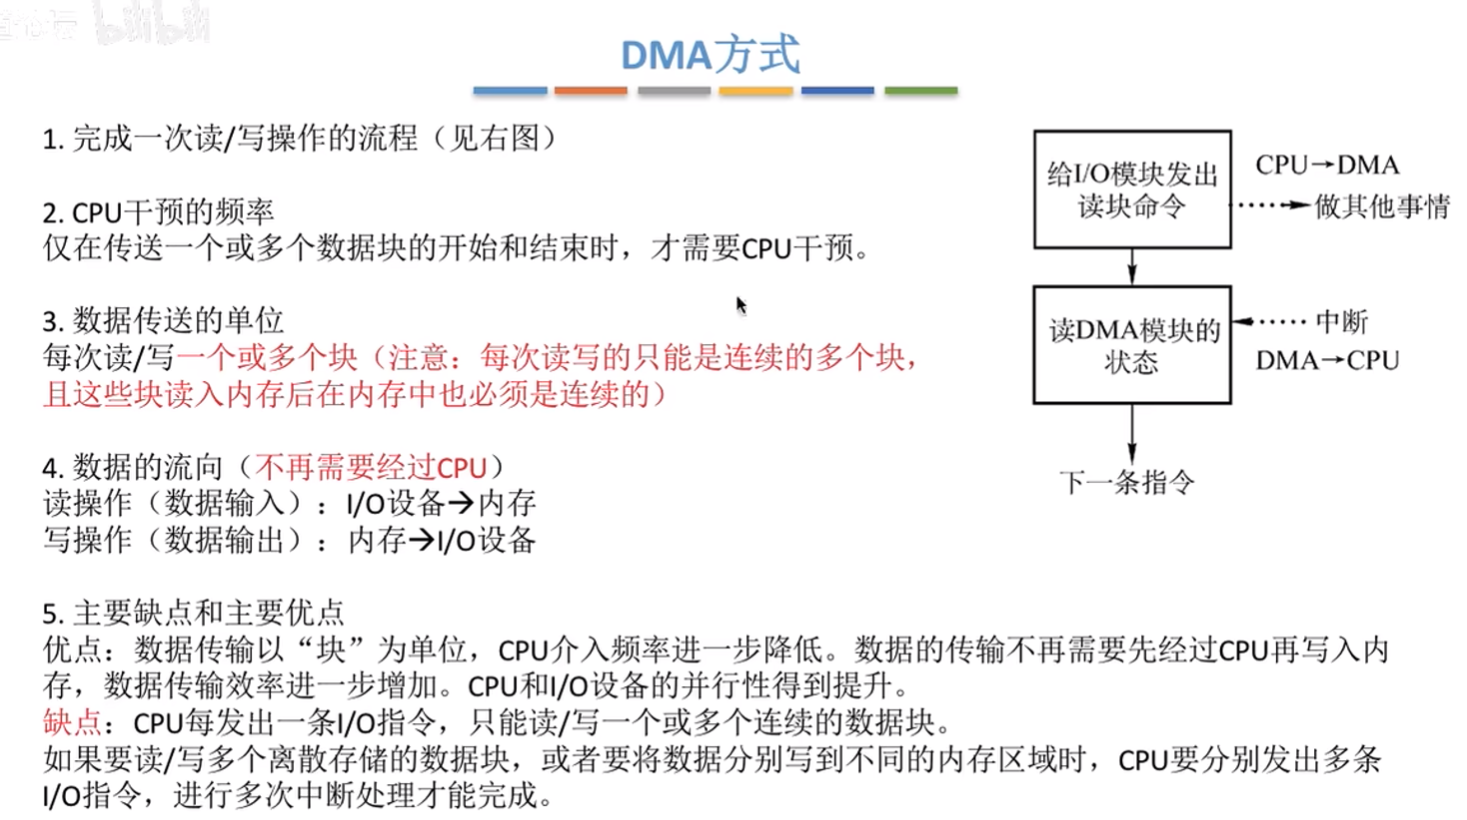 bilibili
DMA方式
1. 完成一次读/写操作的流程（见右图）
2. CPU干预的频率
仅在传送一个或多个数据块的开始和结束时，才需要CPU干预。
3. 数据传送的单位
每次读/写一个或多个块（注意：每次读写的只能是连续的多个块，
且这些块读入内存后在内存中也必须是连续的）
4. 数据的流向（不再需要经过CPU）
读操作（数据输入）：I/O设备→内存
写操作（数据输出）：内存→I/O设备
5. 主要缺点和主要优点
优点：数据传输以“块”为单位，CPU介入频率进一步降低。数据的传输不再需要先经过CPU再写入内
存，数据传输效率进一步增加。CPU和I/O设备的并行性得到提升。
缺点：CPU每发出一条I/O指令，只能读/写一个或多个连续的数据块。
如果要读/写多个离散存储的数据块，或者要将数据分别写到不同的内存区域时，CPU要分别发出多条
I/O指令，进行多次中断处理才能完成。
给I/O模块发出
读块命令
CPU→DMA
做其他事情
读DMA模块的
状态
中断
DMA→CPU
下一条指令